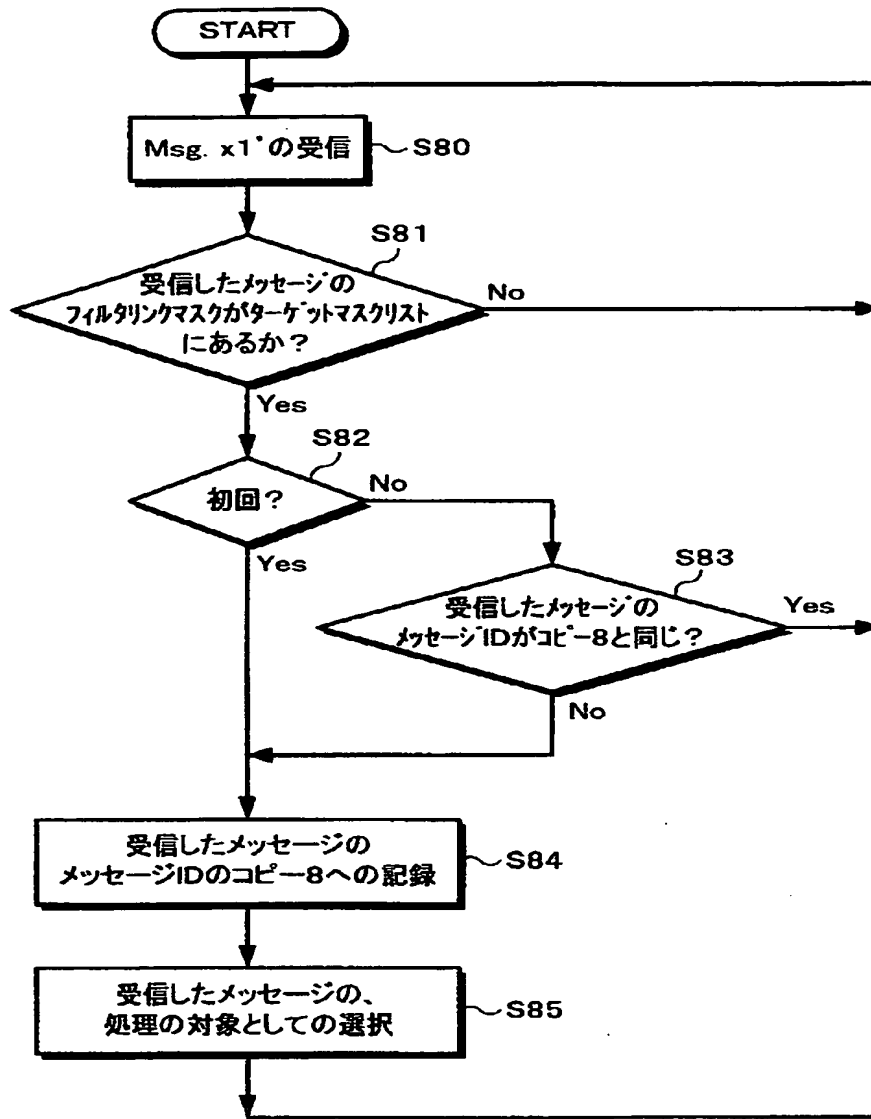 START
Msg. x1'の受信
S80
S81
受信したメッセージの
フィルタリンクマスクがターゲットマスクリスト
にあるか？
No
Yes
S82
初回？
No
Yes
S83
受信したメッセージの
メッセージIDがコピー8と同じ？
Yes
No
受信したメッセージの
メッセージIDのコピー8への記録
S84
受信したメッセージの、
処理の対象としての選択
S85